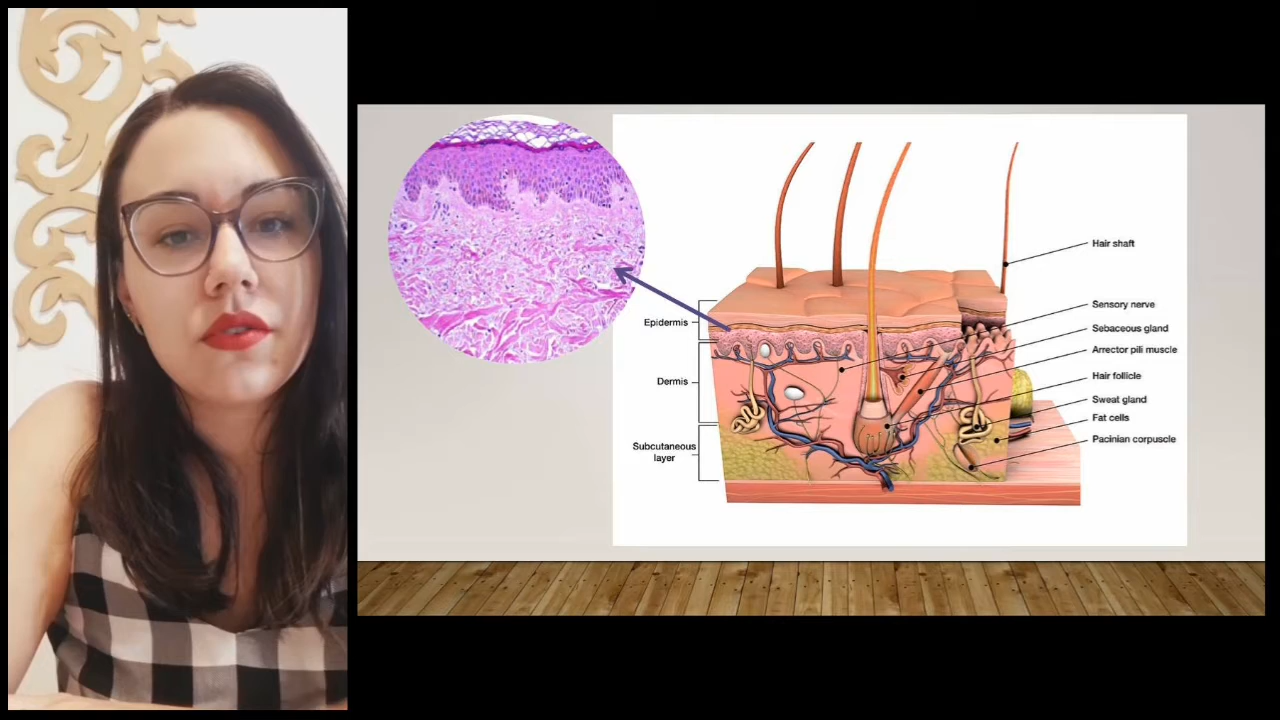 Hair shaft
Epidermis
Dermis
Subcutaneous
layer
Sensory nerve
Sebaceous gland
Arrector pili muscle
Hair follicle
Sweat gland
Fat cells
Pacinian corpuscle